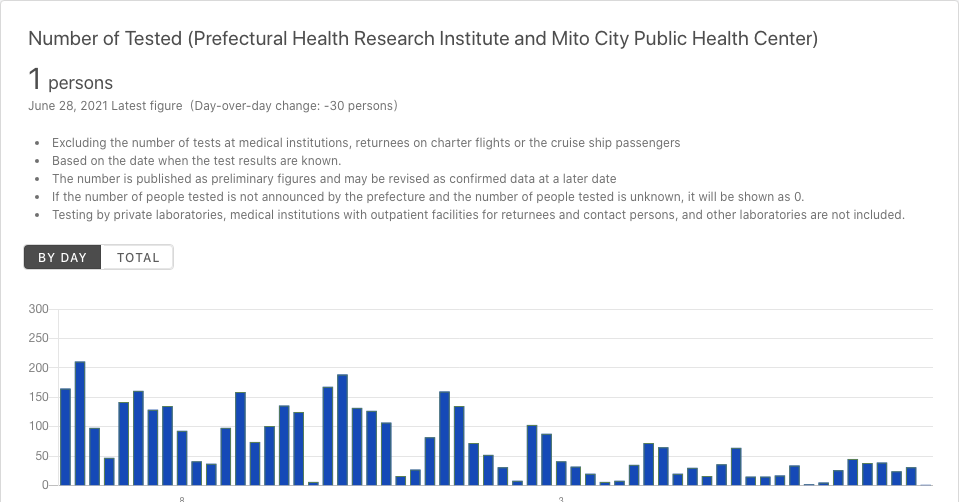 Number of Tested (Prefectural Health Research Institute and Mito City Public Health Center)
1 persons
June 28, 2021 Latest figure (Day-over-day change: -30 persons)
• Excluding the number of tests at medical institutions, returnees on charter flights or the cruise ship passengers
• Based on the date when the test results are known.
• The number is published as preliminary figures and may be revised as confirmed data at a later date
• If the number of people tested is not announced by the prefecture and the number of people tested is unknown, it will be shown as 0.
• Testing by private laboratories, medical institutions with outpatient facilities for returnees and contact persons, and other laboratories are not included.
BY DAY TOTAL
300
250
200
150
100
50
0